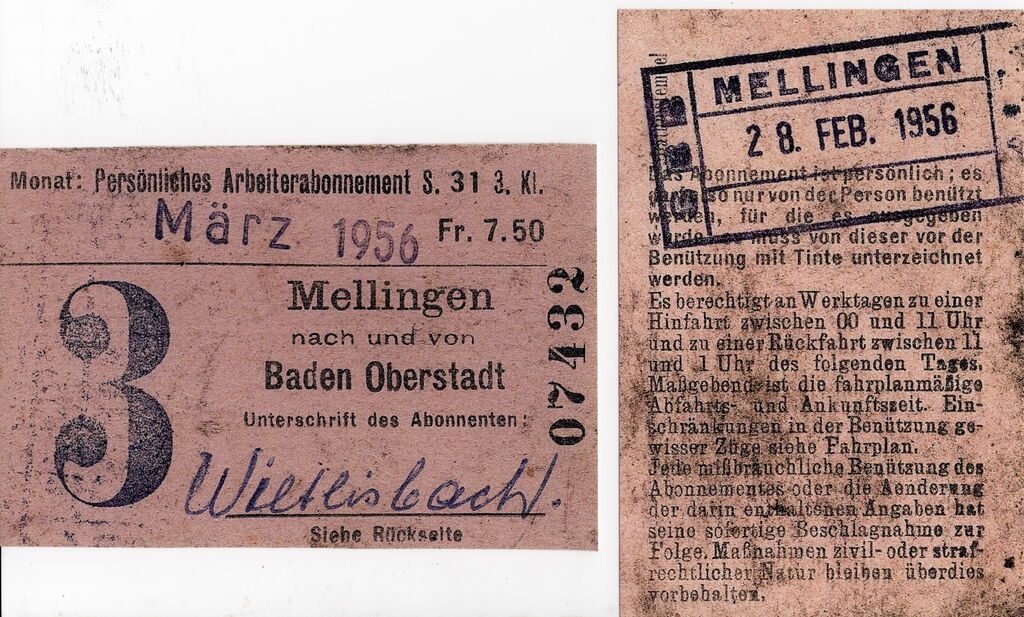 Monat: Persönliches Arbeiterabonnement S. 31 3. Kl.
März 1956 Fr. 7.50
3
Mellingen
nach und von
Baden Oberstadt
Unterschrift des Abonnenten:
Wiettlisbach.
Siehe Rückseite
07432
SBB
MELLINGEN
28. FEB. 1956
Das Abonnement ist persönlich; es
darf also nur von der Person benützt
werden, für die es ausgegeben
wurde; es muss von dieser vor der
Benützung mit Tinte unterzeichnet
werden.
Es berechtigt an Werktagen zu einer
Hinfahrt zwischen 00 und 11 Uhr
und zu einer Rückfahrt zwischen 11
und 1 Uhr des folgenden Tages.
Maßgebend ist die fahrplanmäßige
Abfahrts- und Ankunftszeit. Ein-
schränkungen in der Benützung ge-
wisser Züge siehe Fahrplan.
Jede mißbräuchliche Benützung des
Abonnementes oder die Aenderung
der darin enthaltenen Angaben hat
seine sofortige Beschlagnahme zur
Folge. Maßnahmen zivil- oder straf-
rechtlicher Natur bleiben überdies
vorbehalten.